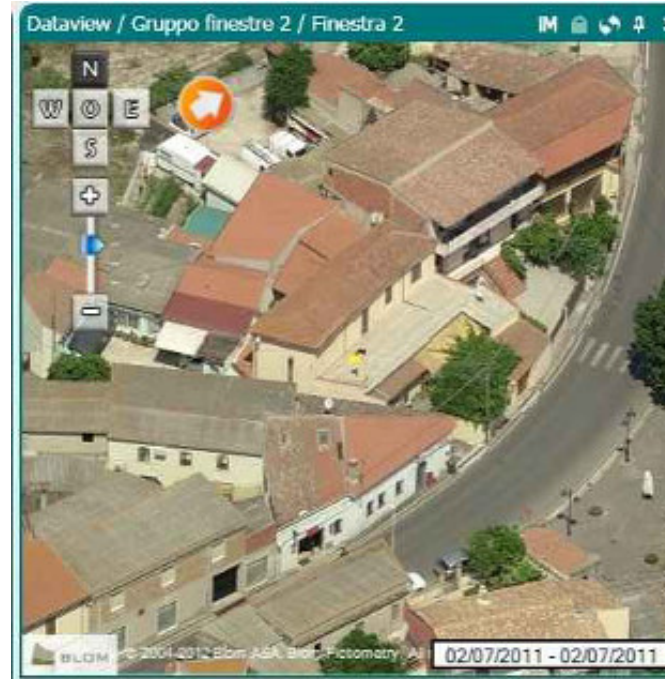 Dataview / Gruppo finestre 2 / Finestra 2
IM
N
W O E
S
BLOM
© 2004-2012 Blom ASA, Blom, Pictometry, All
02/07/2011 - 02/07/2011